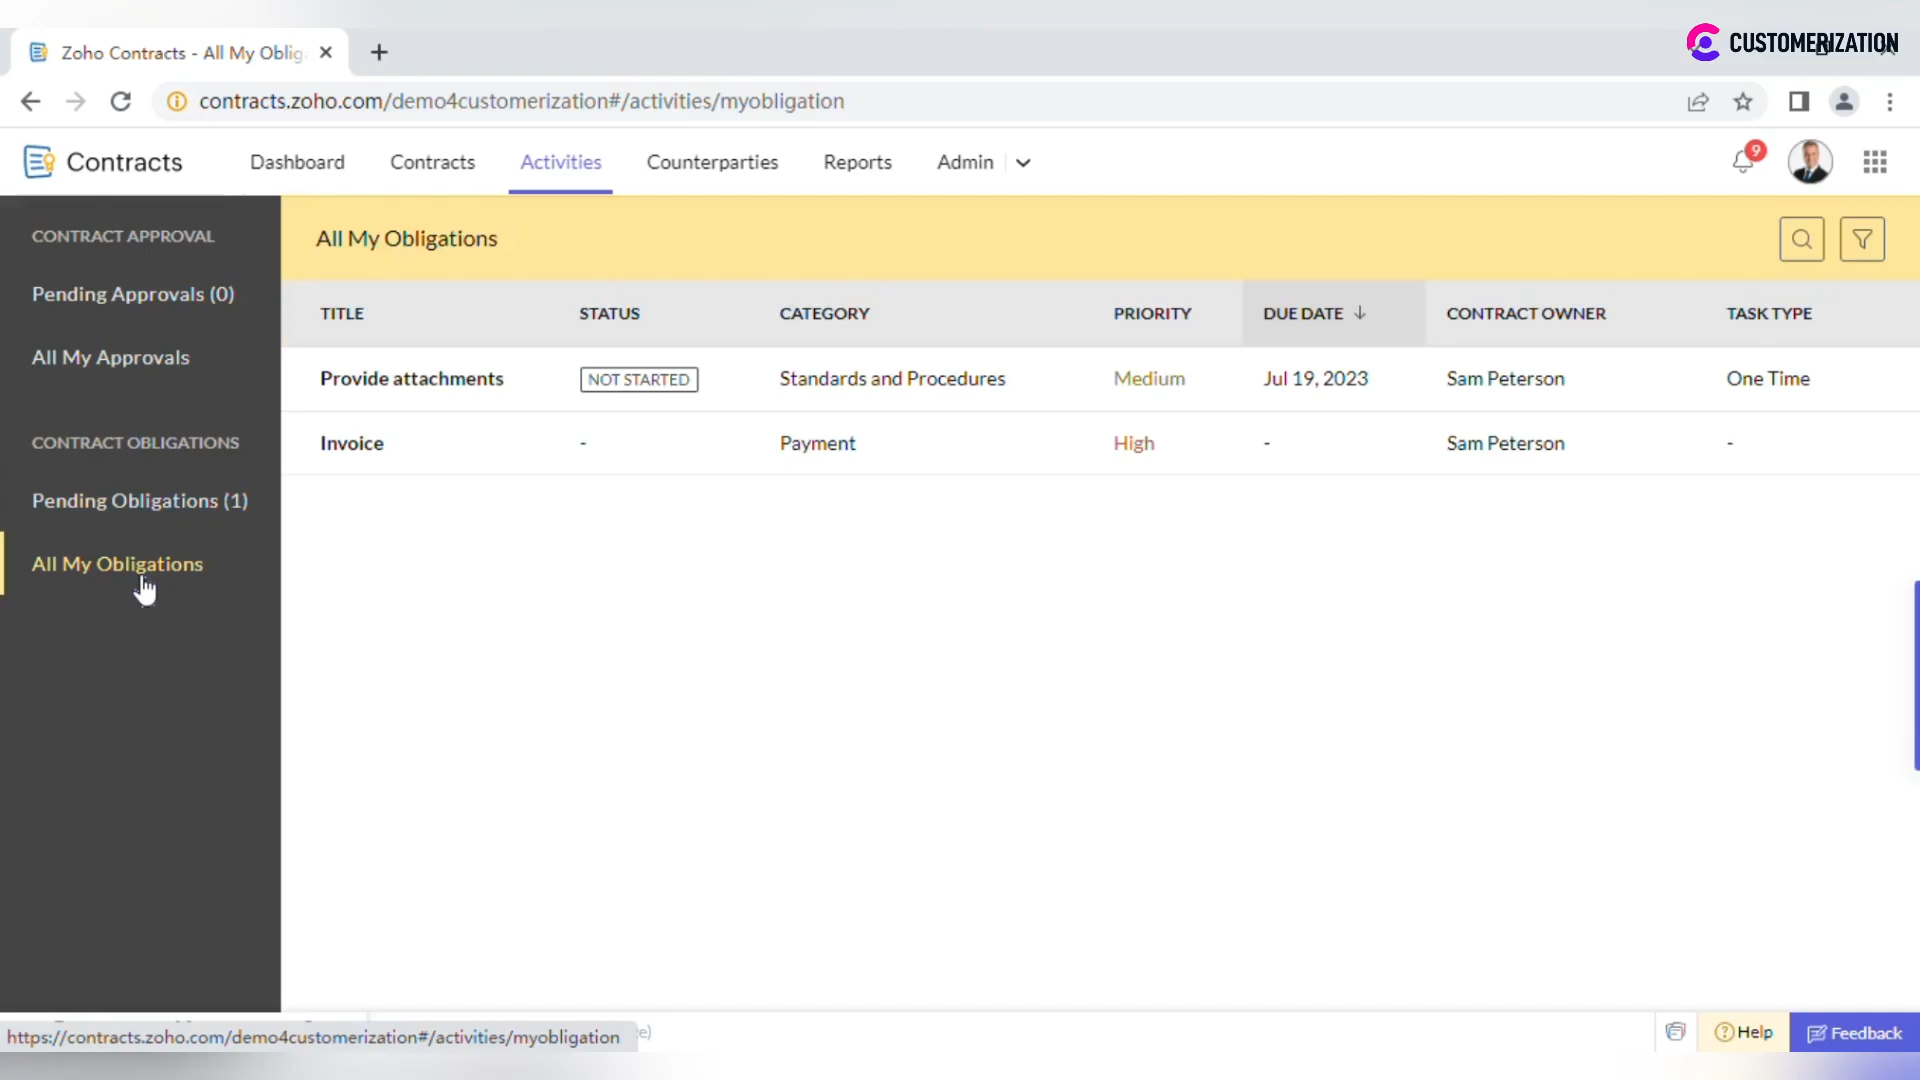 CUSTOMERIZATION
Zoho Contracts - All My Oblig
contracts.zoho.com/demo4customerization#/activities/myobligation
Contracts Dashboard Contracts Activities Counterparties Reports Admin 9
CONTRACT APPROVAL
Pending Approvals (0)
All My Approvals
CONTRACT OBLIGATIONS
Pending Obligations (1)
All My Obligations
All My Obligations
TITLE STATUS CATEGORY PRIORITY DUE DATE CONTRACT OWNER TASK TYPE
Provide attachments NOT STARTED Standards and Procedures Medium Jul 19, 2023 Sam Peterson One Time
Invoice - Payment High - Sam Peterson -
https://contracts.zoho.com/demo4customerization#/activities/myobligation
Help Feedback